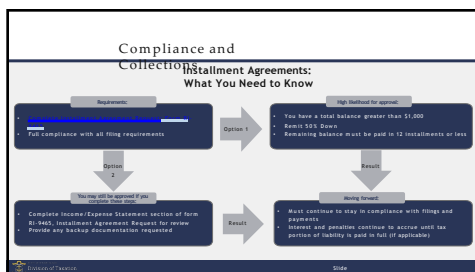 Compliance and
Collections
Installment Agreements:
What You Need to Know
Requirements:
• Full compliance with all filing requirements
Option 1
High likelihood for approval:
• You have a total balance greater than $1,000
• Remit 50% Down
• Remaining balance must be paid in 12 installments or less
Option
2
Result
You may still be approved if you
complete these steps:
• Complete Income/Expense Statement section of form
RI-9465, Installment Agreement Request for review
• Provide any backup documentation requested
Result
Moving forward:
• Must continue to stay in compliance with filings and
payments
• Interest and penalties continue to accrue until tax
portion of liability is paid in full (if applicable)
Division of Taxation
Slide